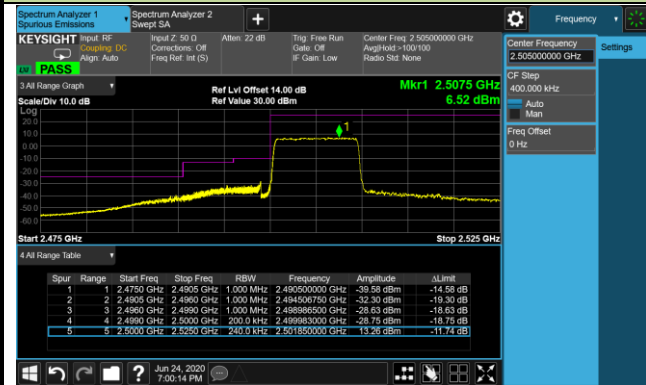 Spectrum Analyzer 1
Spurious Emissions
Spectrum Analyzer 2
Swept SA
+
Frequency
KEYSIGHT
Input: RF
Coupling: DC
Align: Auto
Input Z: 50 Ω
Corrections: Off
Freq Ref: Int (S)
Atten: 22 dB
Trig: Free Run
Gate: Off
IF Gain: Low
Center Freq: 2.505000000 GHz
Avg|Hold:>100/100
Radio Std: None
PASS
Center Frequency
2.505000000 GHz
Settings
CF Step
400.000 kHz
Auto
Man
Freq Offset
0 Hz
3 All Range Graph
Ref Lvl Offset 14.00 dB
Mkr1 2.5075 GHz
Scale/Div 10.0 dB
Ref Value 30.00 dBm
6.52 dBm
Log
20.0
10.0
0.00
-10.0
-20.0
-30.0
-40.0
-50.0
-60.0
1
Start 2.475 GHz
Stop 2.525 GHz
4 All Range Table
Spur Range Start Freq Stop Freq RBW Frequency Amplitude ΔLimit
1 1 2.4750 GHz 2.4905 GHz 1.000 MHz 2.490500000 GHz -39.58 dBm -14.58 dB
2 2 2.4905 GHz 2.4960 GHz 1.000 MHz 2.494506750 GHz -32.30 dBm -19.30 dB
3 3 2.4960 GHz 2.4990 GHz 1.000 MHz 2.498986500 GHz -28.63 dBm -18.63 dB
4 4 2.4990 GHz 2.5000 GHz 200.0 kHz 2.499983000 GHz -28.75 dBm -18.75 dB
5 5 2.5000 GHz 2.5250 GHz 240.0 kHz 2.501850000 GHz 13.26 dBm -11.74 dB
?
Jun 24, 2020
7:00:14 PM